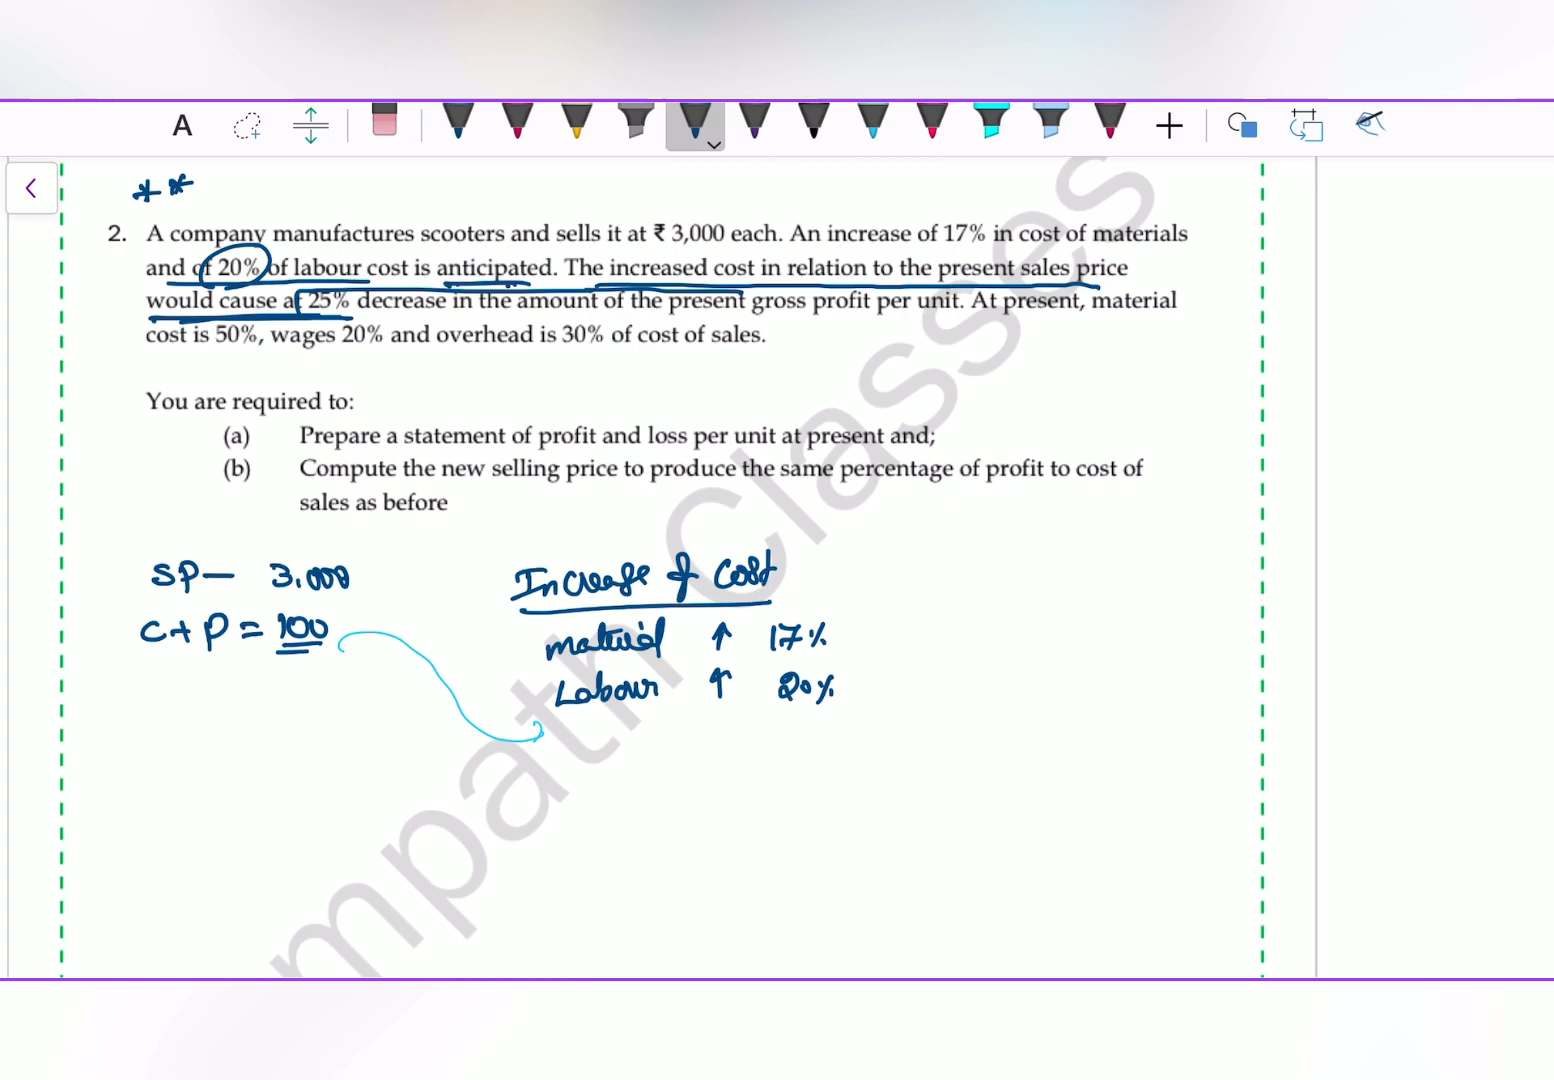 A
**
2. A company manufactures scooters and sells it at ₹ 3,000 each. An increase of 17% in cost of materials
and of 20% of labour cost is anticipated. The increased cost in relation to the present sales price
would cause a 25% decrease in the amount of the present gross profit per unit. At present, material
cost is 50%, wages 20% and overhead is 30% of cost of sales.
You are required to:
(a) Prepare a statement of profit and loss per unit at present and;
(b) Compute the new selling price to produce the same percentage of profit to cost of
sales as before
SP— 3,000
C+P = 100
Increase of Cost
material ↑ 17%
Labour ↑ 20%
mpath Classes